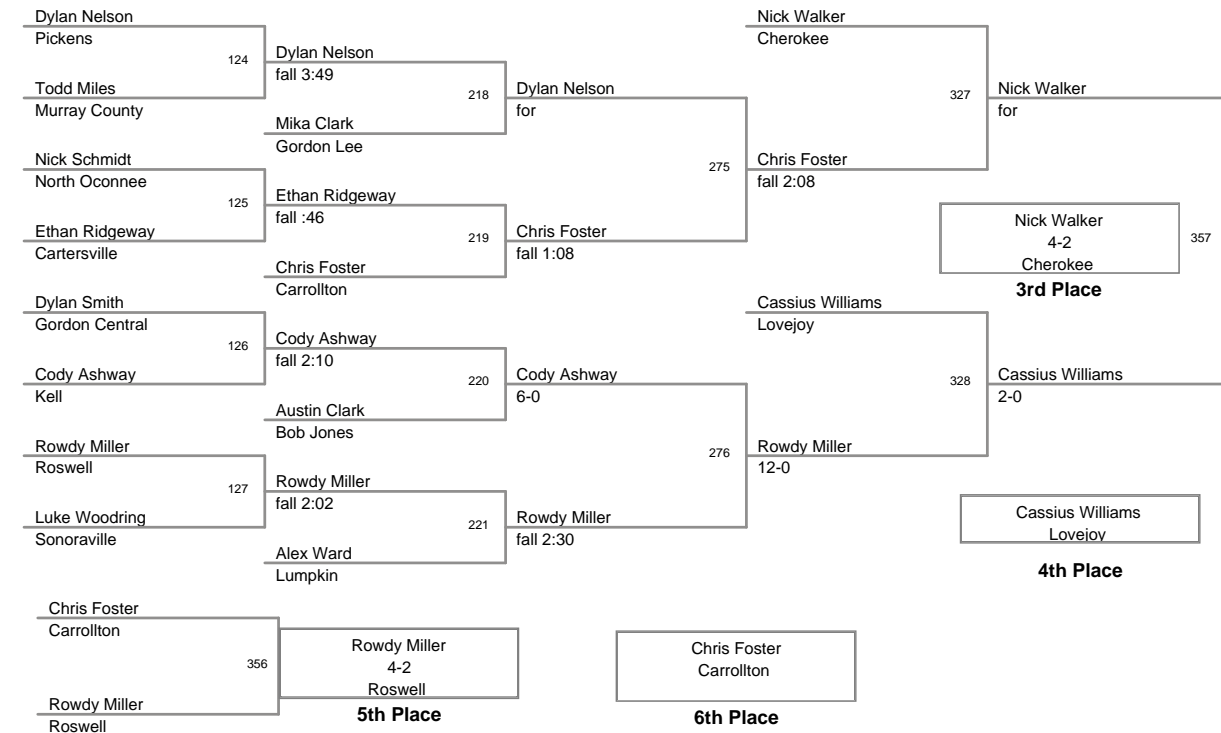 Dylan Nelson
Pickens
124
Todd Miles
Murray County
Nick Schmidt
North Oconnee
125
Ethan Ridgeway
Cartersville
Dylan Smith
Gordon Central
126
Cody Ashway
Kell
Rowdy Miller
Roswell
127
Luke Woodring
Sonoraville
Dylan Nelson
fall 3:49
218
Mika Clark
Gordon Lee
Ethan Ridgeway
fall :46
219
Chris Foster
Carrollton
Cody Ashway
fall 2:10
220
Austin Clark
Bob Jones
Rowdy Miller
fall 2:02
221
Alex Ward
Lumpkin
Dylan Nelson
for
275
Chris Foster
fall 1:08
Cody Ashway
6-0
276
Rowdy Miller
fall 2:30
Nick Walker
Cherokee
327
Chris Foster
fall 2:08
Cassius Williams
Lovejoy
328
Rowdy Miller
12-0
Nick Walker
for
Nick Walker
4-2
Cherokee
357
3rd Place
Cassius Williams
2-0
Cassius Williams
Lovejoy
4th Place
Chris Foster
Carrollton
356
Rowdy Miller
Roswell
Rowdy Miller
4-2
Roswell
5th Place
Chris Foster
Carrollton
6th Place